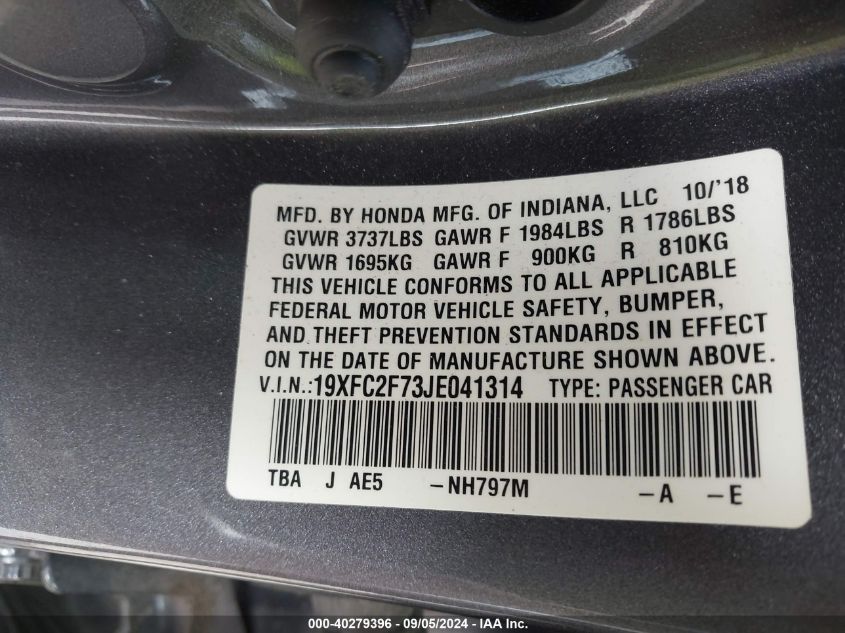 MFD. BY HONDA MFG. OF INDIANA, LLC 10/'18
GVWR 3737LBS GAWR F 1984LBS R 1786LBS
GVWR 1695KG GAWR F 900KG R 810KG
THIS VEHICLE CONFORMS TO ALL APPLICABLE
FEDERAL MOTOR VEHICLE SAFETY, BUMPER,
AND THEFT PREVENTION STANDARDS IN EFFECT
ON THE DATE OF MANUFACTURE SHOWN ABOVE.
V.I.N.:19XFC2F73JE041314 TYPE: PASSENGER CAR
TBA J AE5 -NH797M -A -E
000-40279396 - 09/05/2024 - IAA Inc.